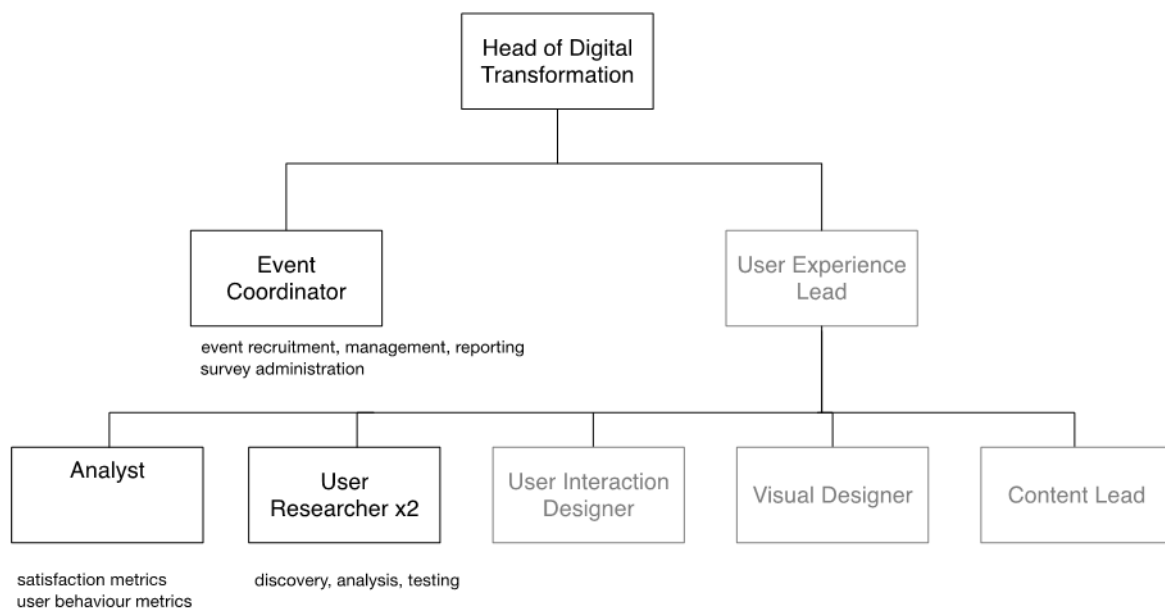 Head of Digital
Transformation
Event
Coordinator
User Experience
Lead
event recruitment, management, reporting
survey administration
Analyst
User
Researcher x2
User Interaction
Designer
Visual Designer
Content Lead
satisfaction metrics
user behaviour metrics
discovery, analysis, testing